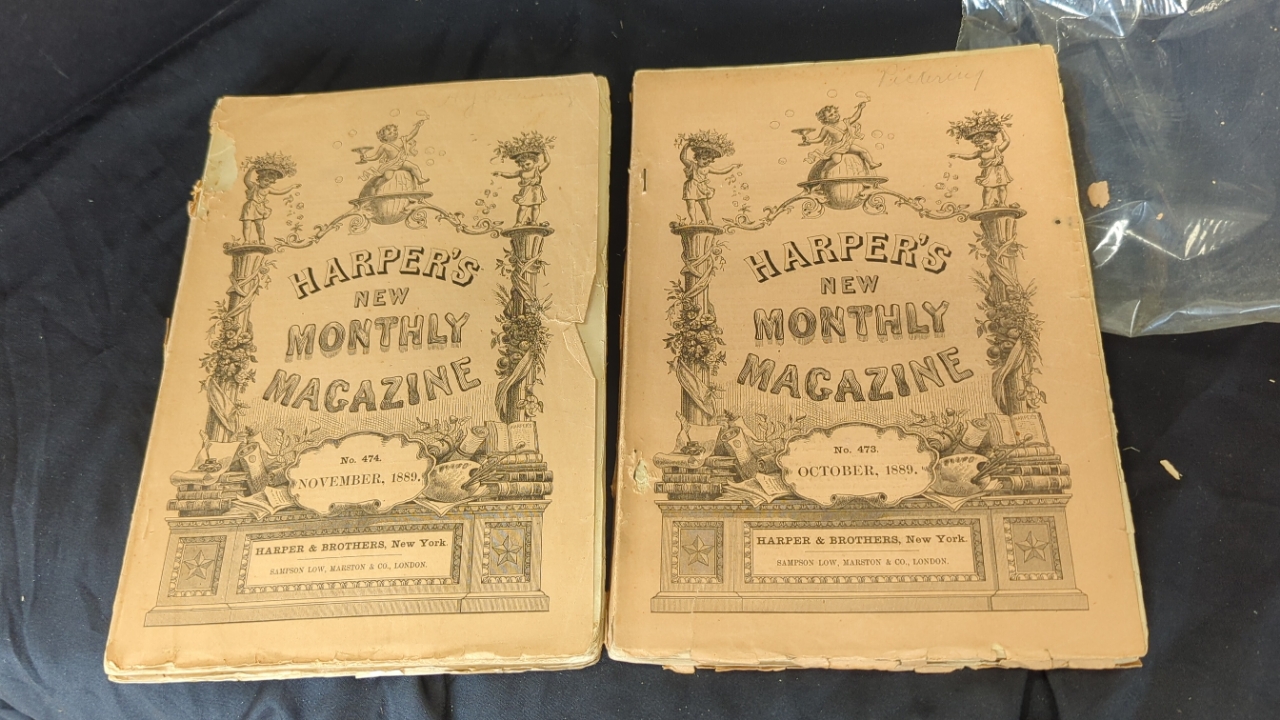 HARPER'S
NEW
MONTHLY
MAGAZINE
No. 474.
NOVEMBER, 1889.
HARPER & BROTHERS, New York.
SAMPSON LOW, MARSTON & CO., LONDON.
Pickering
HARPER'S
NEW
MONTHLY
MAGAZINE
No. 473.
OCTOBER, 1889.
HARPER & BROTHERS, New York.
SAMPSON LOW, MARSTON & CO., LONDON.